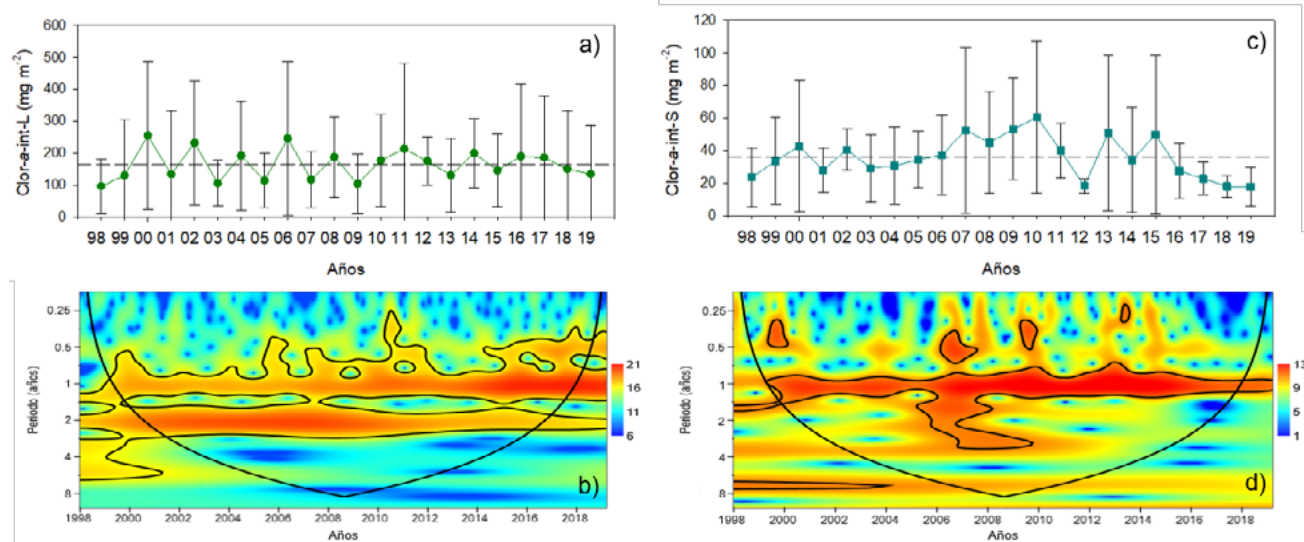 a)
Clor-a-int-L (mg m⁻²)
600
500
400
300
200
100
0
98 99 00 01 02 03 04 05 06 07 08 09 10 11 12 13 14 15 16 17 18 19
Años
c)
Clor-a-int-S (mg m⁻²)
120
100
80
60
40
20
0
98 99 00 01 02 03 04 05 06 07 08 09 10 11 12 13 14 15 16 17 18 19
Años
b)
Periodo (años)
0.25
0.5
1
2
4
8
1998 2000 2002 2004 2006 2008 2010 2012 2014 2016 2018
Años
21
16
11
6
d)
Periodo (años)
0.25
0.5
1
2
4
8
1998 2000 2002 2004 2006 2008 2010 2012 2014 2016 2018
Años
13
9
5
1